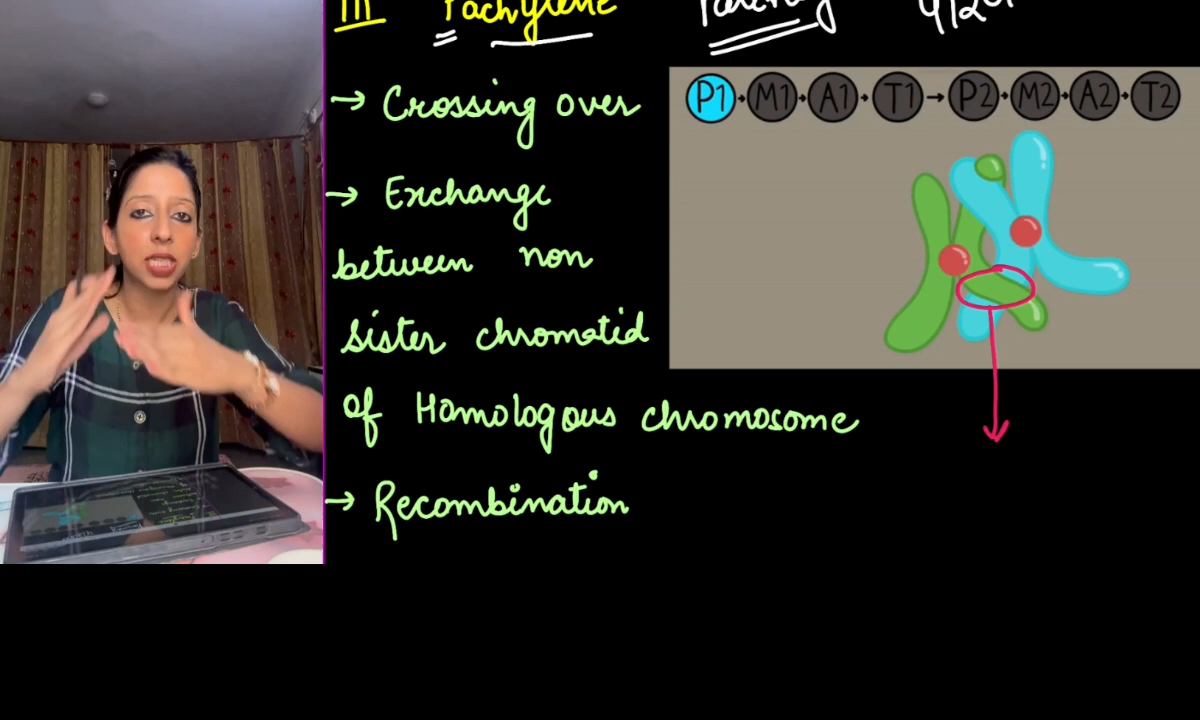 III Pachytene
→ Crossing over
→ Exchange
between non
sister chromatid
of Homologous chromosome
→ Recombination
P1 M1 A1 T1 → P2 M2 A2 T2